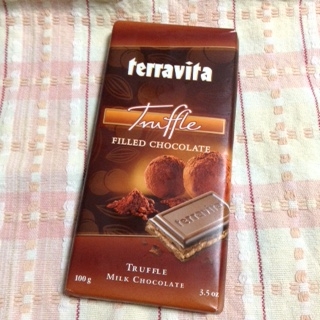 terravita
Truffle
FILLED CHOCOLATE
terravita
TRUFFLE
MILK CHOCOLATE
100 g
3.5 oz